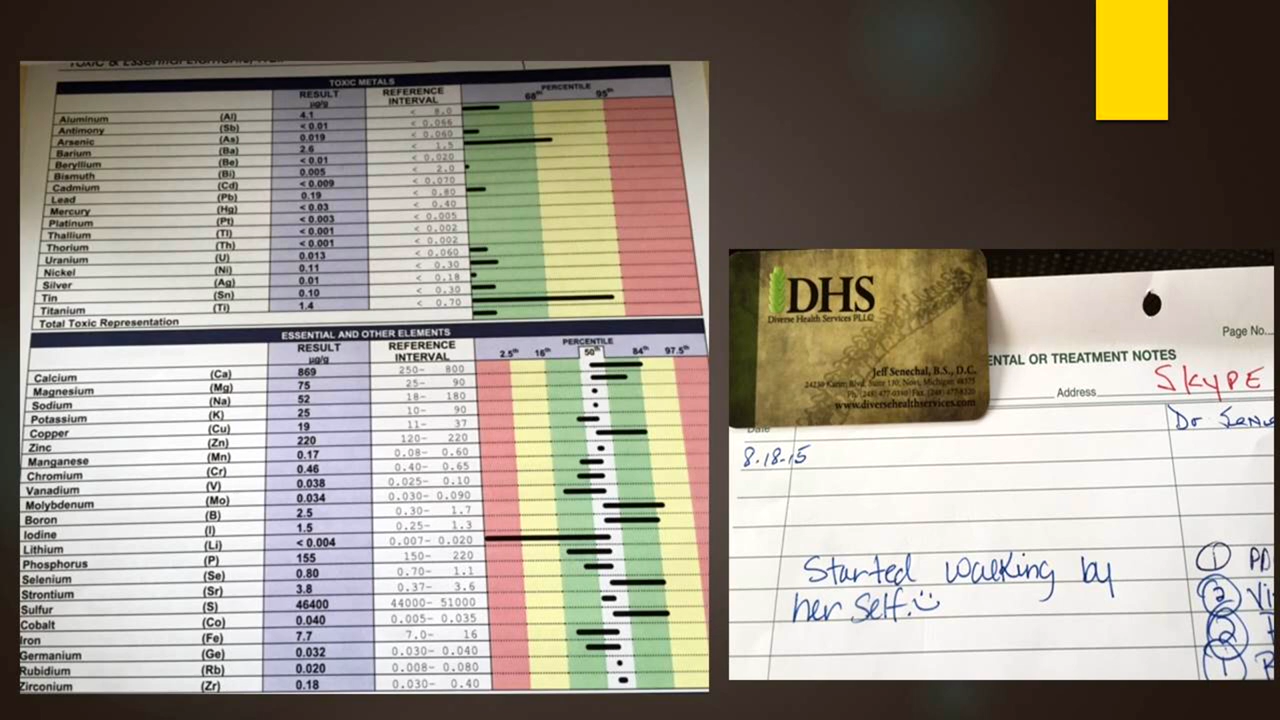 TOXIC METALS
RESULT REFERENCE PERCENTILE
µg/g INTERVAL 68th 95th
Aluminum (Al) 4.1 < 8.0
Antimony (Sb) < 0.01 < 0.066
Arsenic (As) 0.019 < 0.060
Barium (Ba) 2.6 < 1.5
Beryllium (Be) < 0.01 < 0.020
Bismuth (Bi) 0.005 < 2.0
Cadmium (Cd) < 0.009 < 0.070
Lead (Pb) 0.19 < 0.80
Mercury (Hg) < 0.03 < 0.40
Platinum (Pt) < 0.003 < 0.005
Thallium (Tl) < 0.001 < 0.002
Thorium (Th) < 0.001 < 0.002
Uranium (U) 0.013 < 0.060
Nickel (Ni) 0.11 < 0.30
Silver (Ag) 0.01 < 0.18
Tin (Sn) 0.10 < 0.30
Titanium (Ti) 1.4 < 0.70
Total Toxic Representation
ESSENTIAL AND OTHER ELEMENTS
RESULT REFERENCE PERCENTILE
µg/g INTERVAL 2.5th 16th 50th 84th 97.5th
Calcium (Ca) 869 250- 800
Magnesium (Mg) 75 25- 90
Sodium (Na) 52 18- 180
Potassium (K) 25 10- 90
Copper (Cu) 19 11- 37
Zinc (Zn) 220 120- 220
Manganese (Mn) 0.17 0.08- 0.60
Chromium (Cr) 0.46 0.40- 0.65
Vanadium (V) 0.038 0.025- 0.10
Molybdenum (Mo) 0.034 0.030- 0.090
Boron (B) 2.5 0.30- 1.7
Iodine (I) 1.5 0.25- 1.3
Lithium (Li) < 0.004 0.007- 0.020
Phosphorus (P) 155 150- 220
Selenium (Se) 0.80 0.70- 1.1
Strontium (Sr) 3.8 0.37- 3.6
Sulfur (S) 46400 44000- 51000
Cobalt (Co) 0.040 0.005- 0.035
Iron (Fe) 7.7 7.0- 16
Germanium (Ge) 0.032 0.030- 0.040
Rubidium (Rb) 0.020 0.008- 0.080
Zirconium (Zr) 0.18 0.030- 0.40
DHS
Diverse Health Services PLLC
Jeff Senechal, B.S., D.C.
24230 Karim Blvd. Suite 130, Novi, Michigan 48375
www.diversehealthservices.com
Page No.
ENTAL OR TREATMENT NOTES
Address SKYPE
Date
8.18.15
Started walking by
her self.